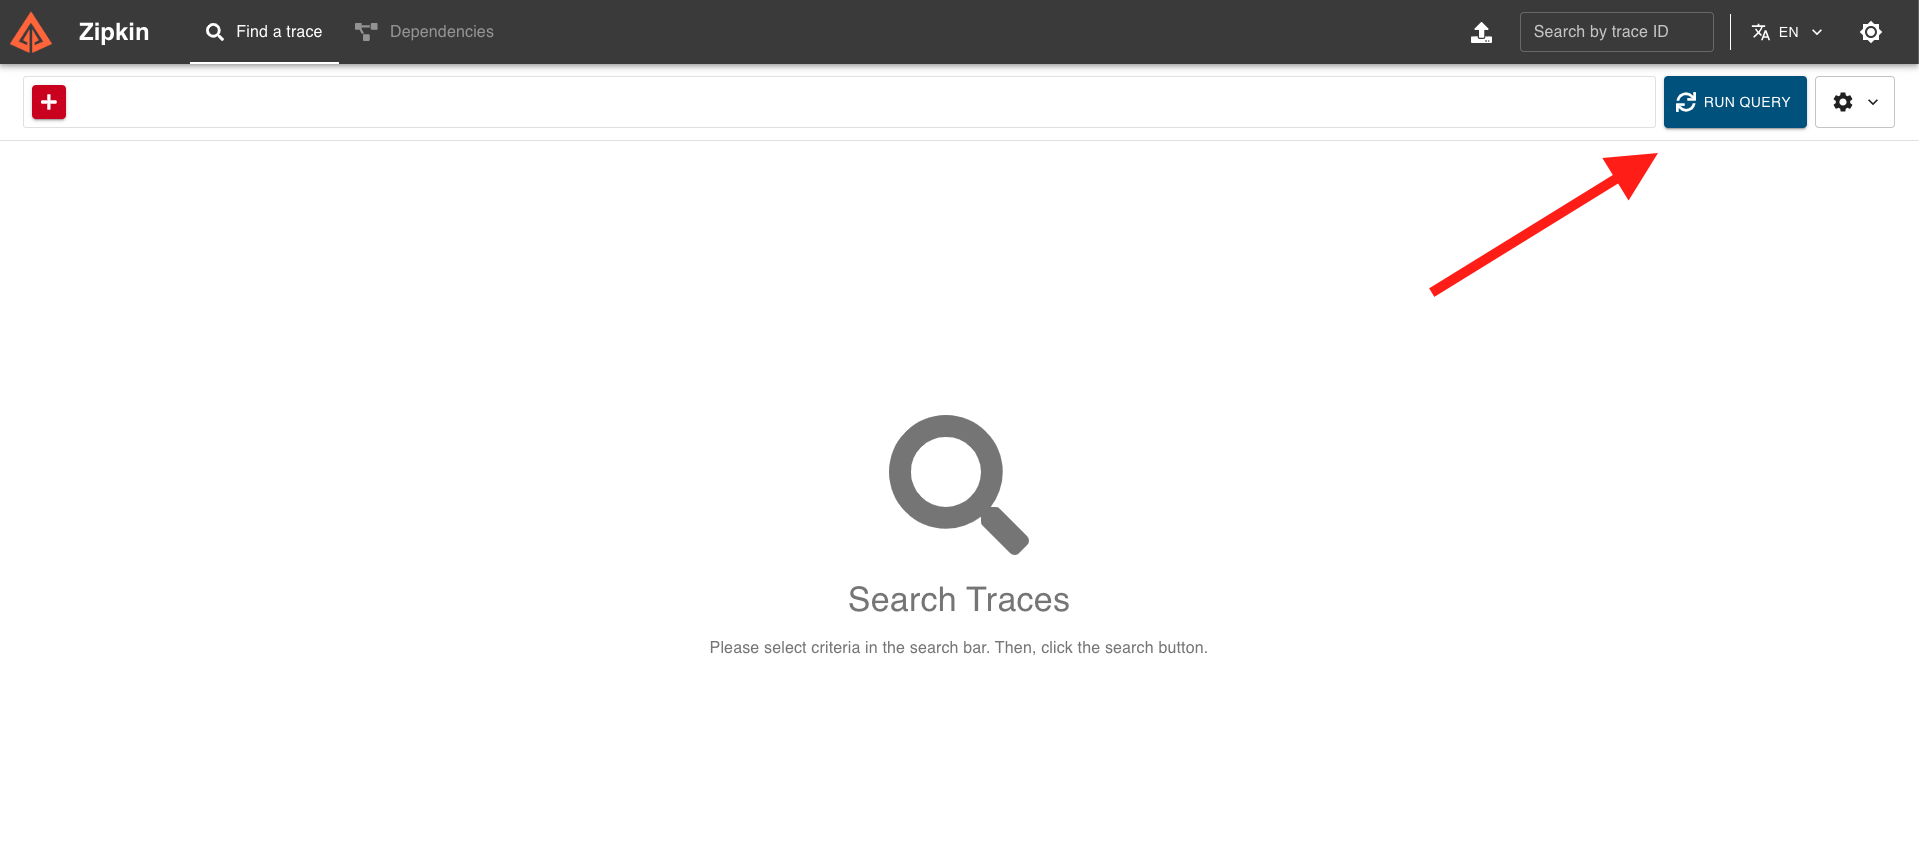 Zipkin
Find a trace
Dependencies
Search by trace ID
EN
RUN QUERY
Search Traces
Please select criteria in the search bar. Then, click the search button.